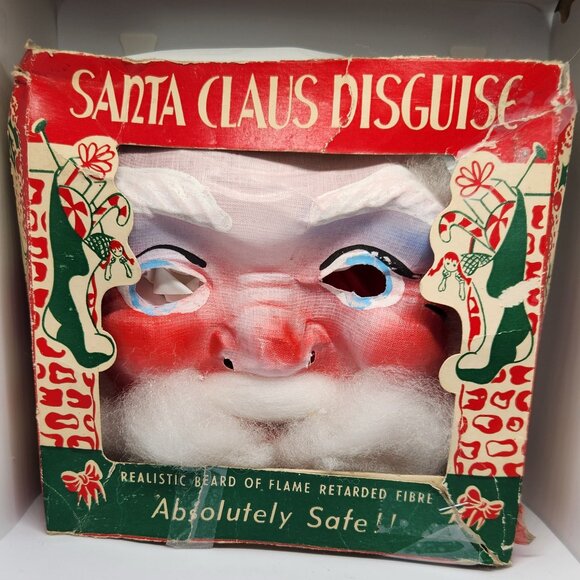 SANTA CLAUS DISGUISE
REALISTIC BEARD OF FLAME RETARDED FIBRE
Absolutely Safe!!